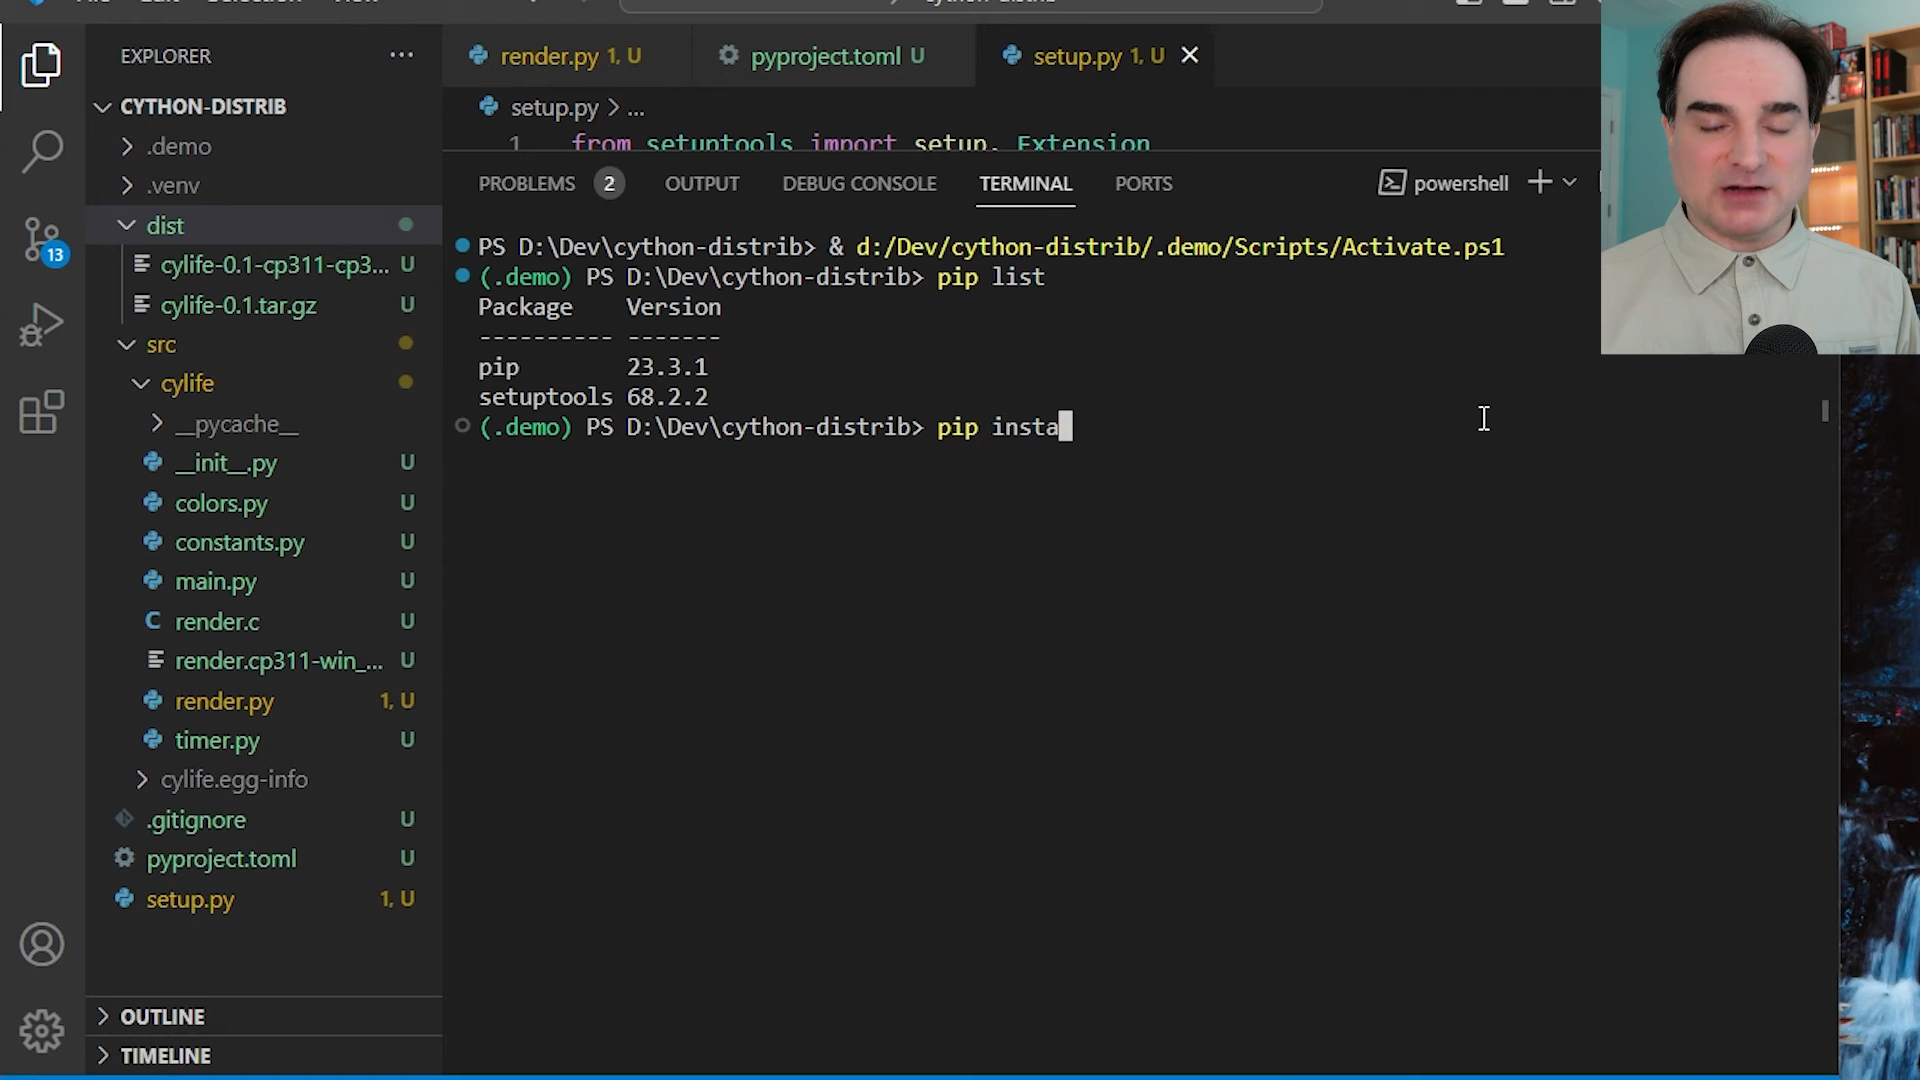 cython-distrib
EXPLORER
render.py 1, U
pyproject.toml U
setup.py 1, U
CYTHON-DISTRIB
setup.py > ...
1 from setuptools import setup, Extension
.demo
.venv
dist
cylife-0.1-cp311-cp3... U
cylife-0.1.tar.gz U
src
cylife
__pycache__
__init__.py U
colors.py U
constants.py U
main.py U
render.c U
render.cp311-win_... U
render.py 1, U
timer.py U
cylife.egg-info
.gitignore U
pyproject.toml U
setup.py 1, U
OUTLINE
TIMELINE
13
PROBLEMS 2 OUTPUT DEBUG CONSOLE TERMINAL PORTS
powershell
PS D:\Dev\cython-distrib> & d:/Dev/cython-distrib/.demo/Scripts/Activate.ps1
(.demo) PS D:\Dev\cython-distrib> pip list
Package Version
---------- -------
pip 23.3.1
setuptools 68.2.2
(.demo) PS D:\Dev\cython-distrib> pip insta